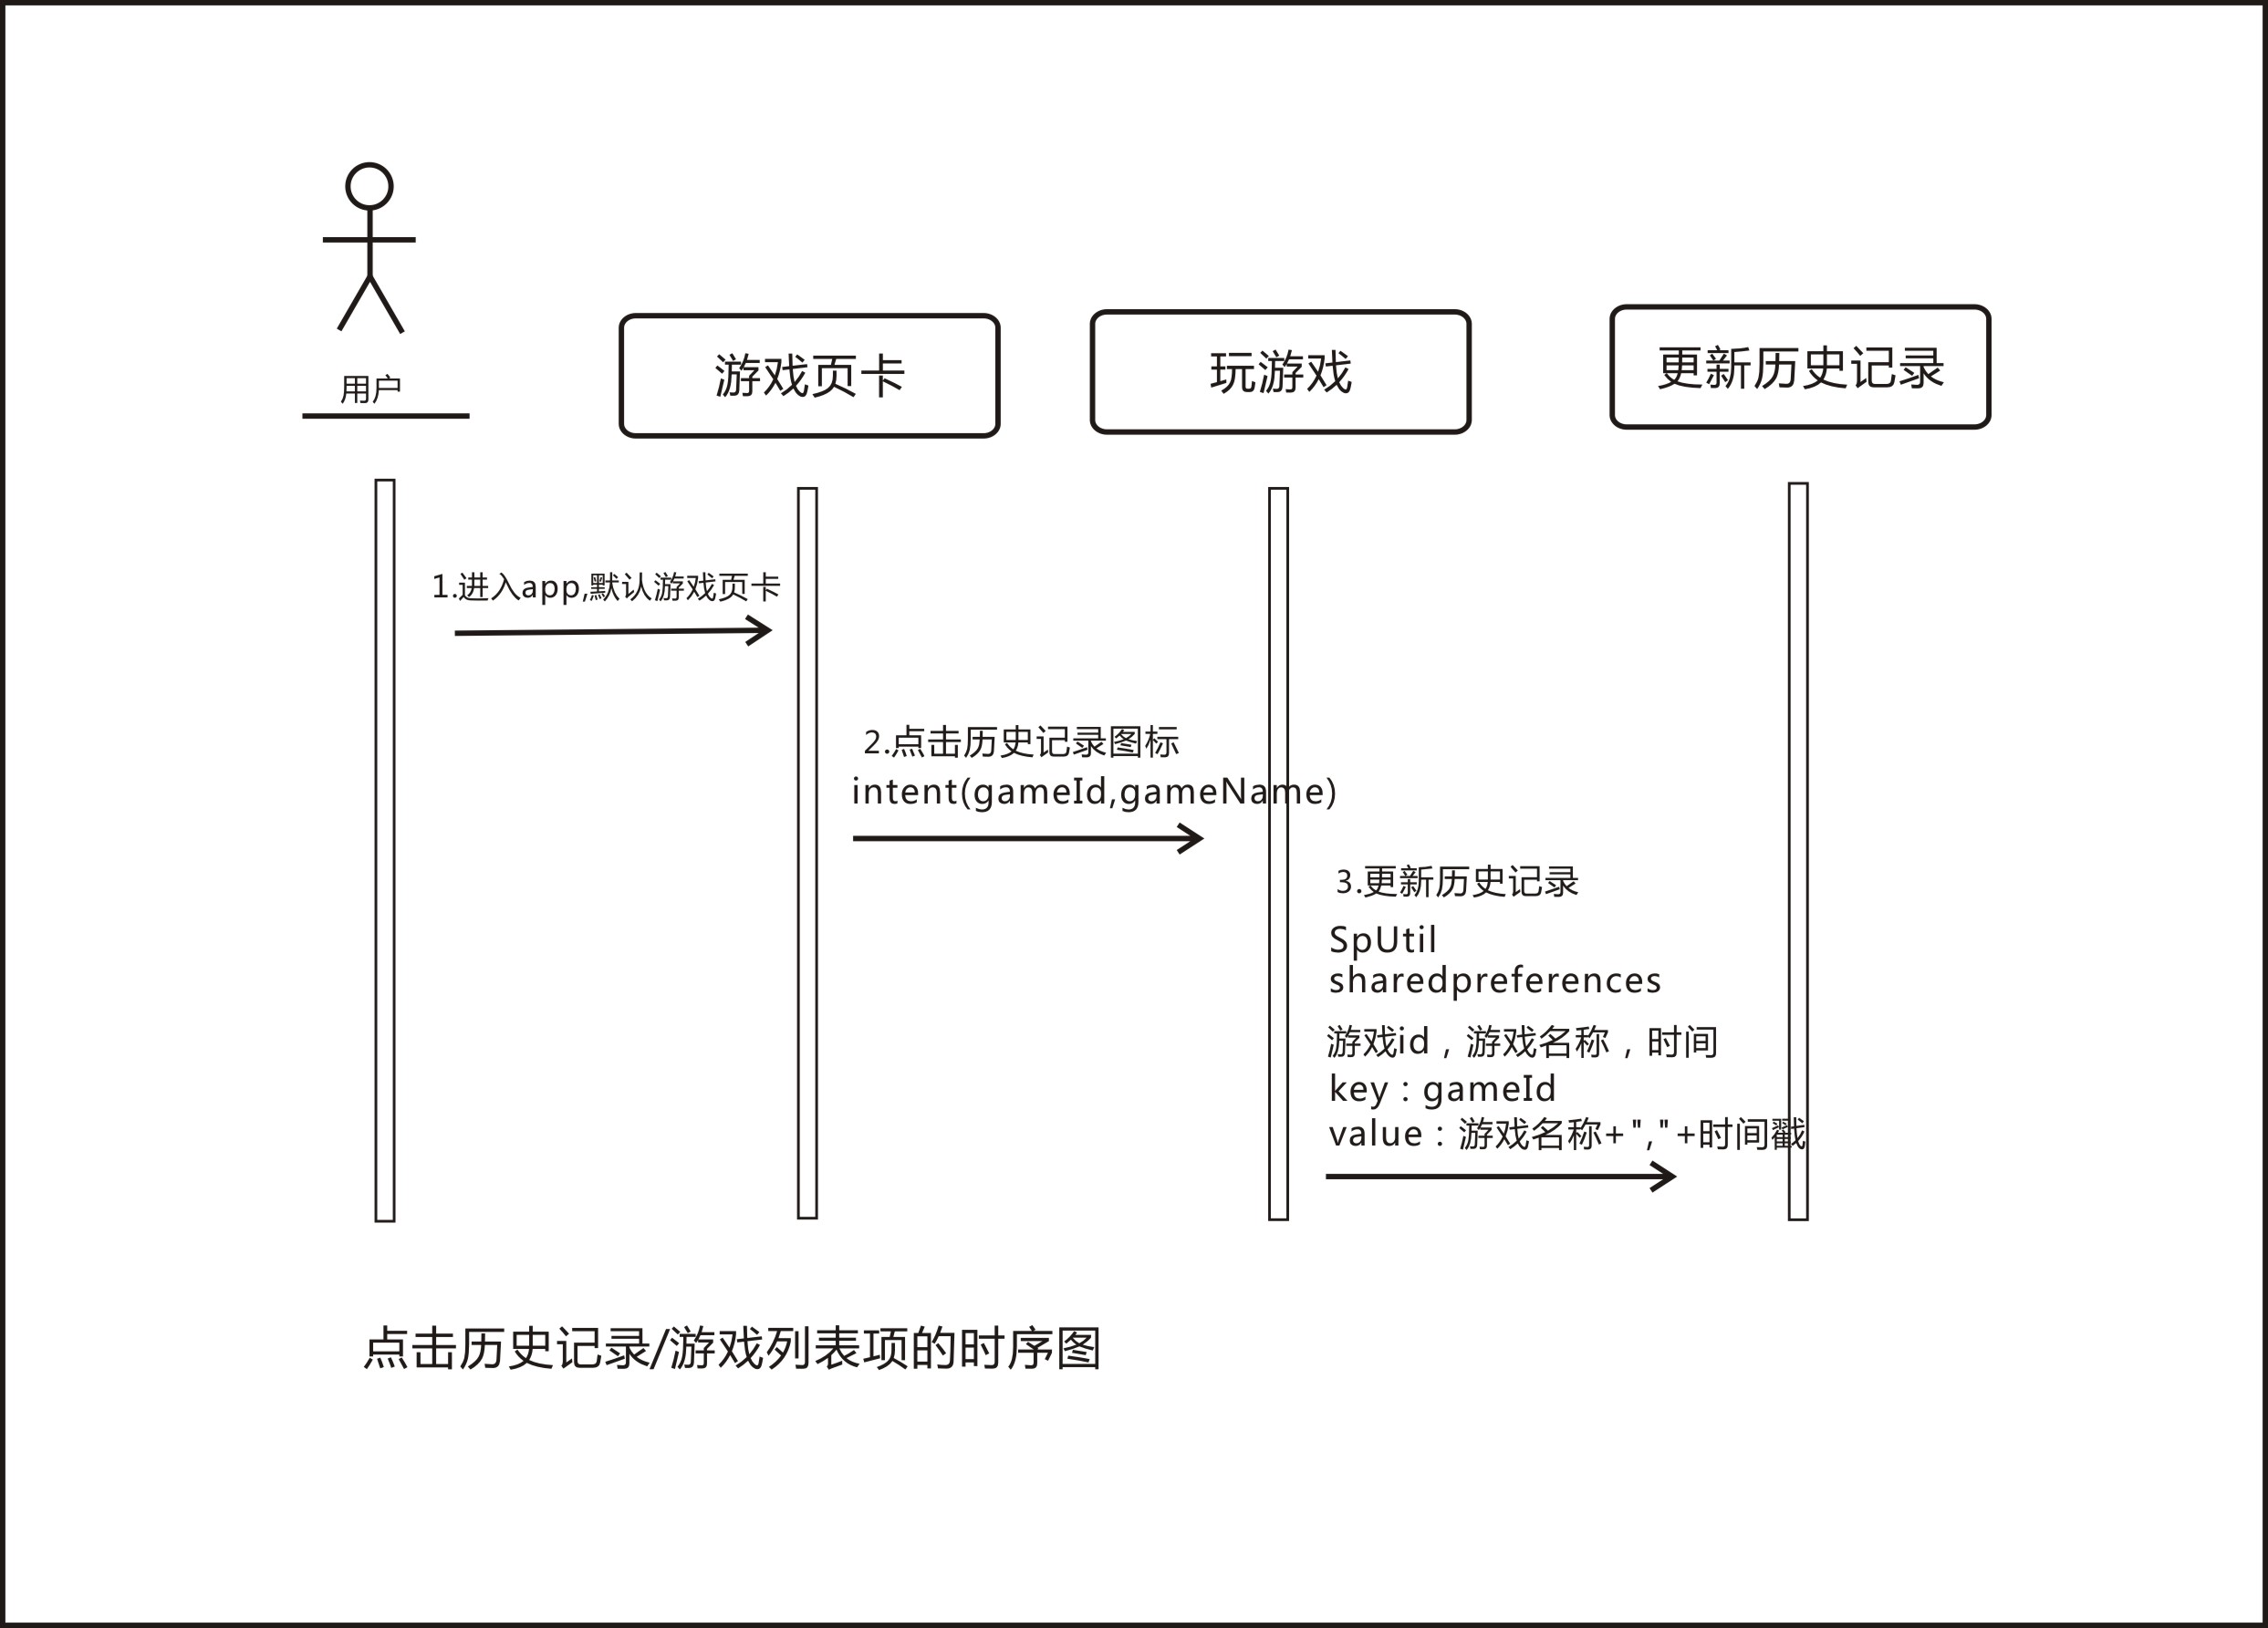 用户
游戏页卡
玩游戏
更新历史记录
1.进入app,默认游戏页卡
2.点击历史记录图标
intent(gameId,gameName)
3.更新历史记录
SpUtil
sharedpreferences
游戏id，游戏名称，时间
key：gameId
value：游戏名称+","+时间戳
点击历史记录/游戏列表项的时序图